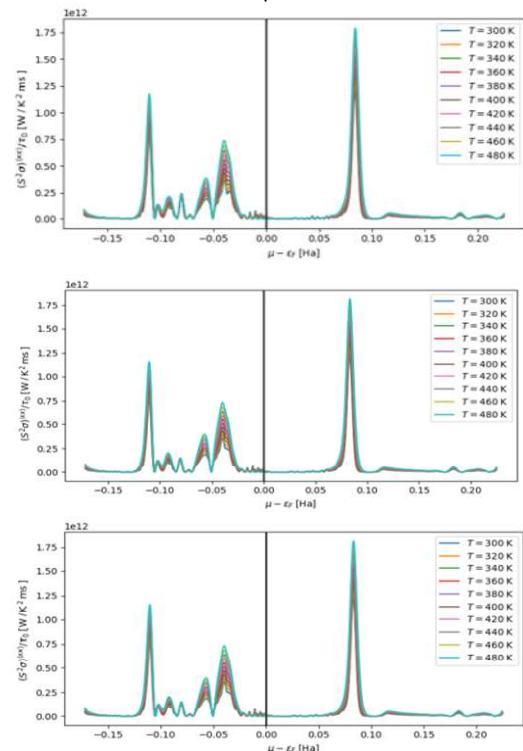 1e12
(S²σ)⁽ˣˣ⁾/τ₀ [W / K² ms ]
1.75
1.50
1.25
1.00
0.75
0.50
0.25
0.00
T = 300 K
T = 320 K
T = 340 K
T = 360 K
T = 380 K
T = 400 K
T = 420 K
T = 440 K
T = 460 K
T = 480 K
−0.15 −0.10 −0.05 0.00 0.05 0.10 0.15 0.20
μ − εF [Ha]
1e12
(S²σ)⁽ˣˣ⁾/τ₀ [W / K² ms ]
1.75
1.50
1.25
1.00
0.75
0.50
0.25
0.00
T = 300 K
T = 320 K
T = 340 K
T = 360 K
T = 380 K
T = 400 K
T = 420 K
T = 440 K
T = 460 K
T = 480 K
−0.15 −0.10 −0.05 0.00 0.05 0.10 0.15 0.20
μ − εF [Ha]
1e12
(S²σ)⁽ˣˣ⁾/τ₀ [W / K² ms ]
1.75
1.50
1.25
1.00
0.75
0.50
0.25
0.00
T = 300 K
T = 320 K
T = 340 K
T = 360 K
T = 380 K
T = 400 K
T = 420 K
T = 440 K
T = 460 K
T = 480 K
−0.15 −0.10 −0.05 0.00 0.05 0.10 0.15 0.20
μ − εF [Ha]